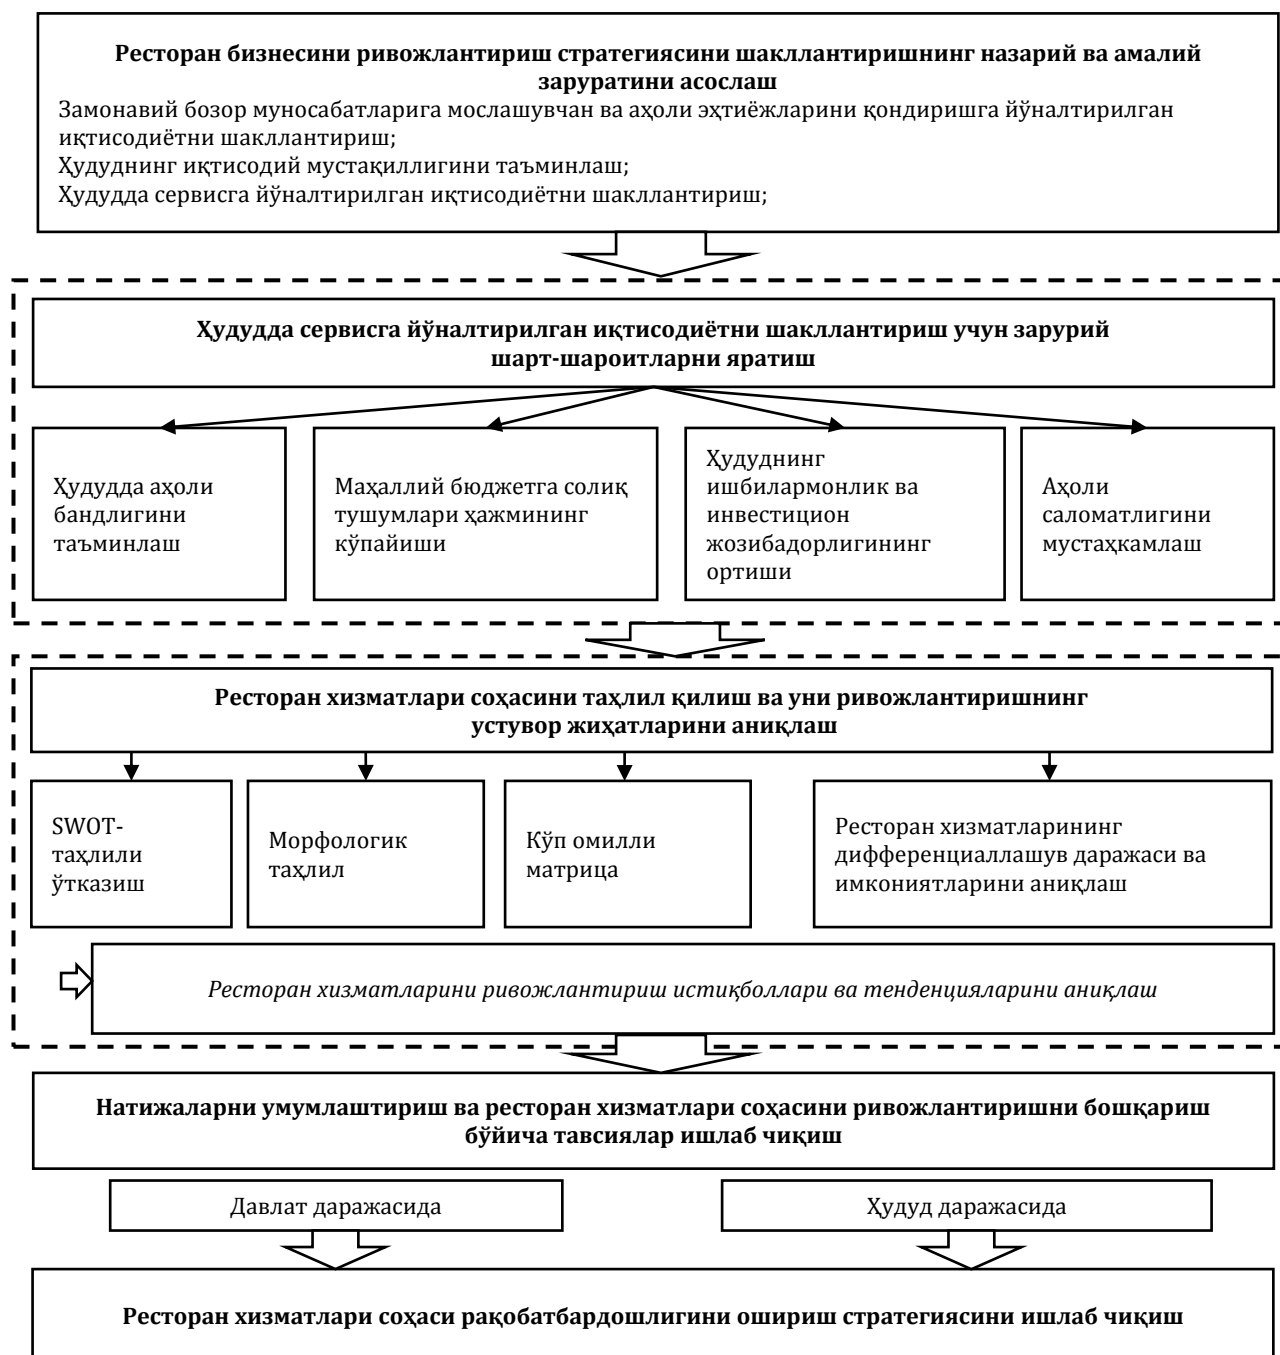 Ресторан бизнесини ривожлантириш стратегиясини шакллантиришнинг назарий ва амалий
заруратини асослаш
Замонавий бозор муносабатларига мослашувчан ва аҳоли эҳтиёжларини қондиришга йўналтирилган
иқтисодиётни шакллантириш;
Ҳудуднинг иқтисодий мустақиллигини таъминлаш;
Ҳудудда сервисга йўналтирилган иқтисодиётни шакллантириш;
Ҳудудда сервисга йўналтирилган иқтисодиётни шакллантириш учун зарурий
шарт-шароитларни яратиш
Ҳудудда аҳоли
бандлигини
таъминлаш
Маҳаллий бюджетга солиқ
тушумлари ҳажмининг
кўпайиши
Ҳудуднинг
ишбилармонлик ва
инвестицион
жозибадорлигининг
ортиши
Аҳоли
саломатлигини
мустаҳкамлаш
Ресторан хизматлари соҳасини таҳлил қилиш ва уни ривожлантиришнинг
устувор жиҳатларини аниқлаш
SWOT-
таҳлили
ўтказиш
Морфологик
таҳлил
Кўп омилли
матрица
Ресторан хизматларининг
дифференциаллашув даражаси ва
имкониятларини аниқлаш
Ресторан хизматларини ривожлантириш истиқболлари ва тенденцияларини аниқлаш
Натижаларни умумлаштириш ва ресторан хизматлари соҳасини ривожлантиришни бошқариш
бўйича тавсиялар ишлаб чиқиш
Давлат даражасида
Ҳудуд даражасида
Ресторан хизматлари соҳаси рақобатбардошлигини ошириш стратегиясини ишлаб чиқиш